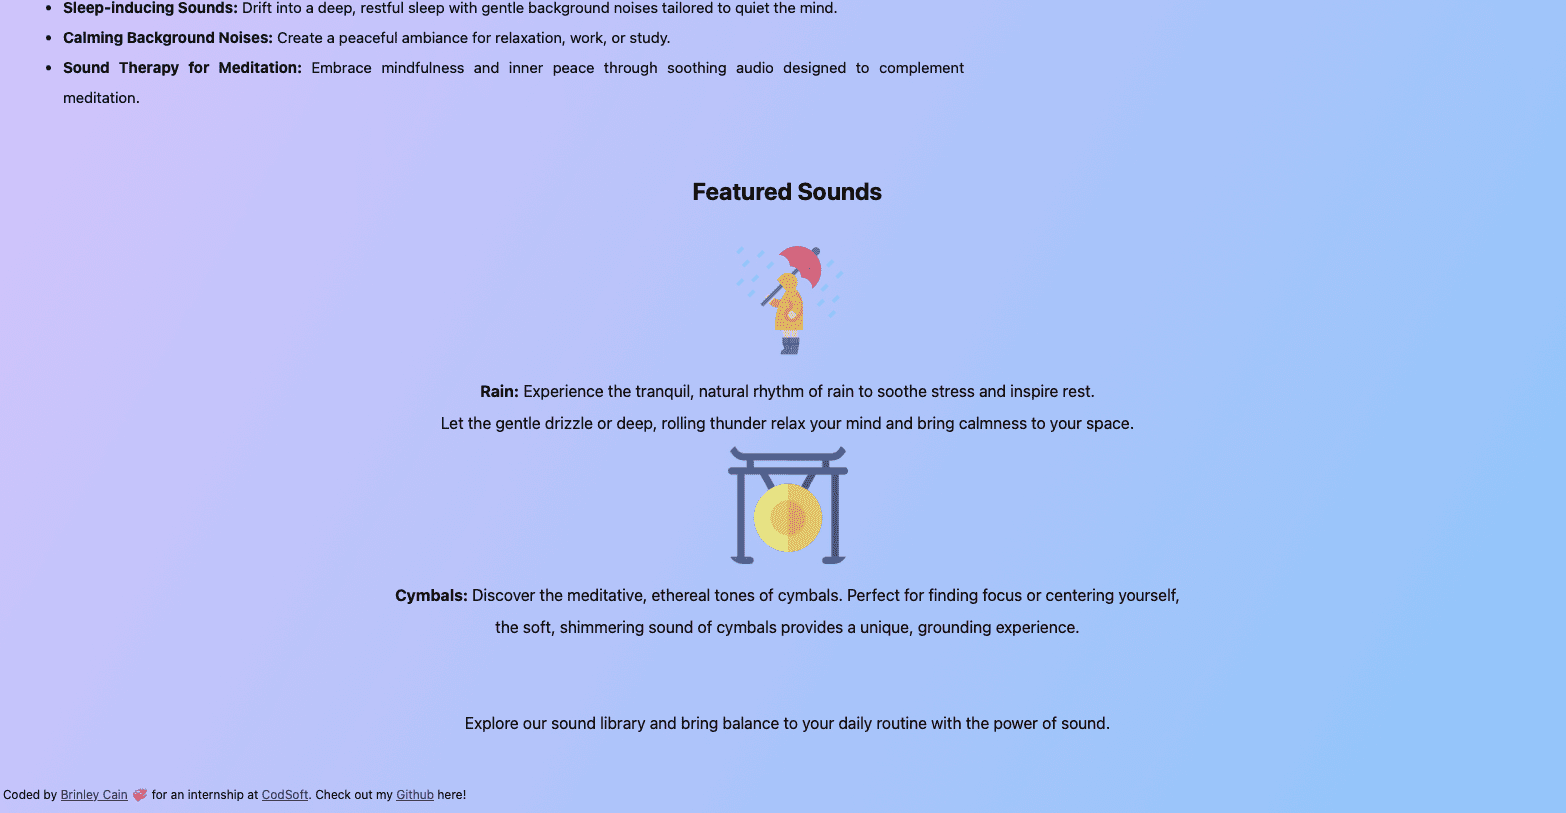 Sleep-inducing Sounds: Drift into a deep, restful sleep with gentle background noises tailored to quiet the mind.
Calming Background Noises: Create a peaceful ambiance for relaxation, work, or study.
Sound Therapy for Meditation: Embrace mindfulness and inner peace through soothing audio designed to complement
meditation.
Featured Sounds
Rain: Experience the tranquil, natural rhythm of rain to soothe stress and inspire rest.
Let the gentle drizzle or deep, rolling thunder relax your mind and bring calmness to your space.
Cymbals: Discover the meditative, ethereal tones of cymbals. Perfect for finding focus or centering yourself,
the soft, shimmering sound of cymbals provides a unique, grounding experience.
Explore our sound library and bring balance to your daily routine with the power of sound.
Coded by Brinley Cain 💞 for an internship at CodSoft. Check out my Github here!